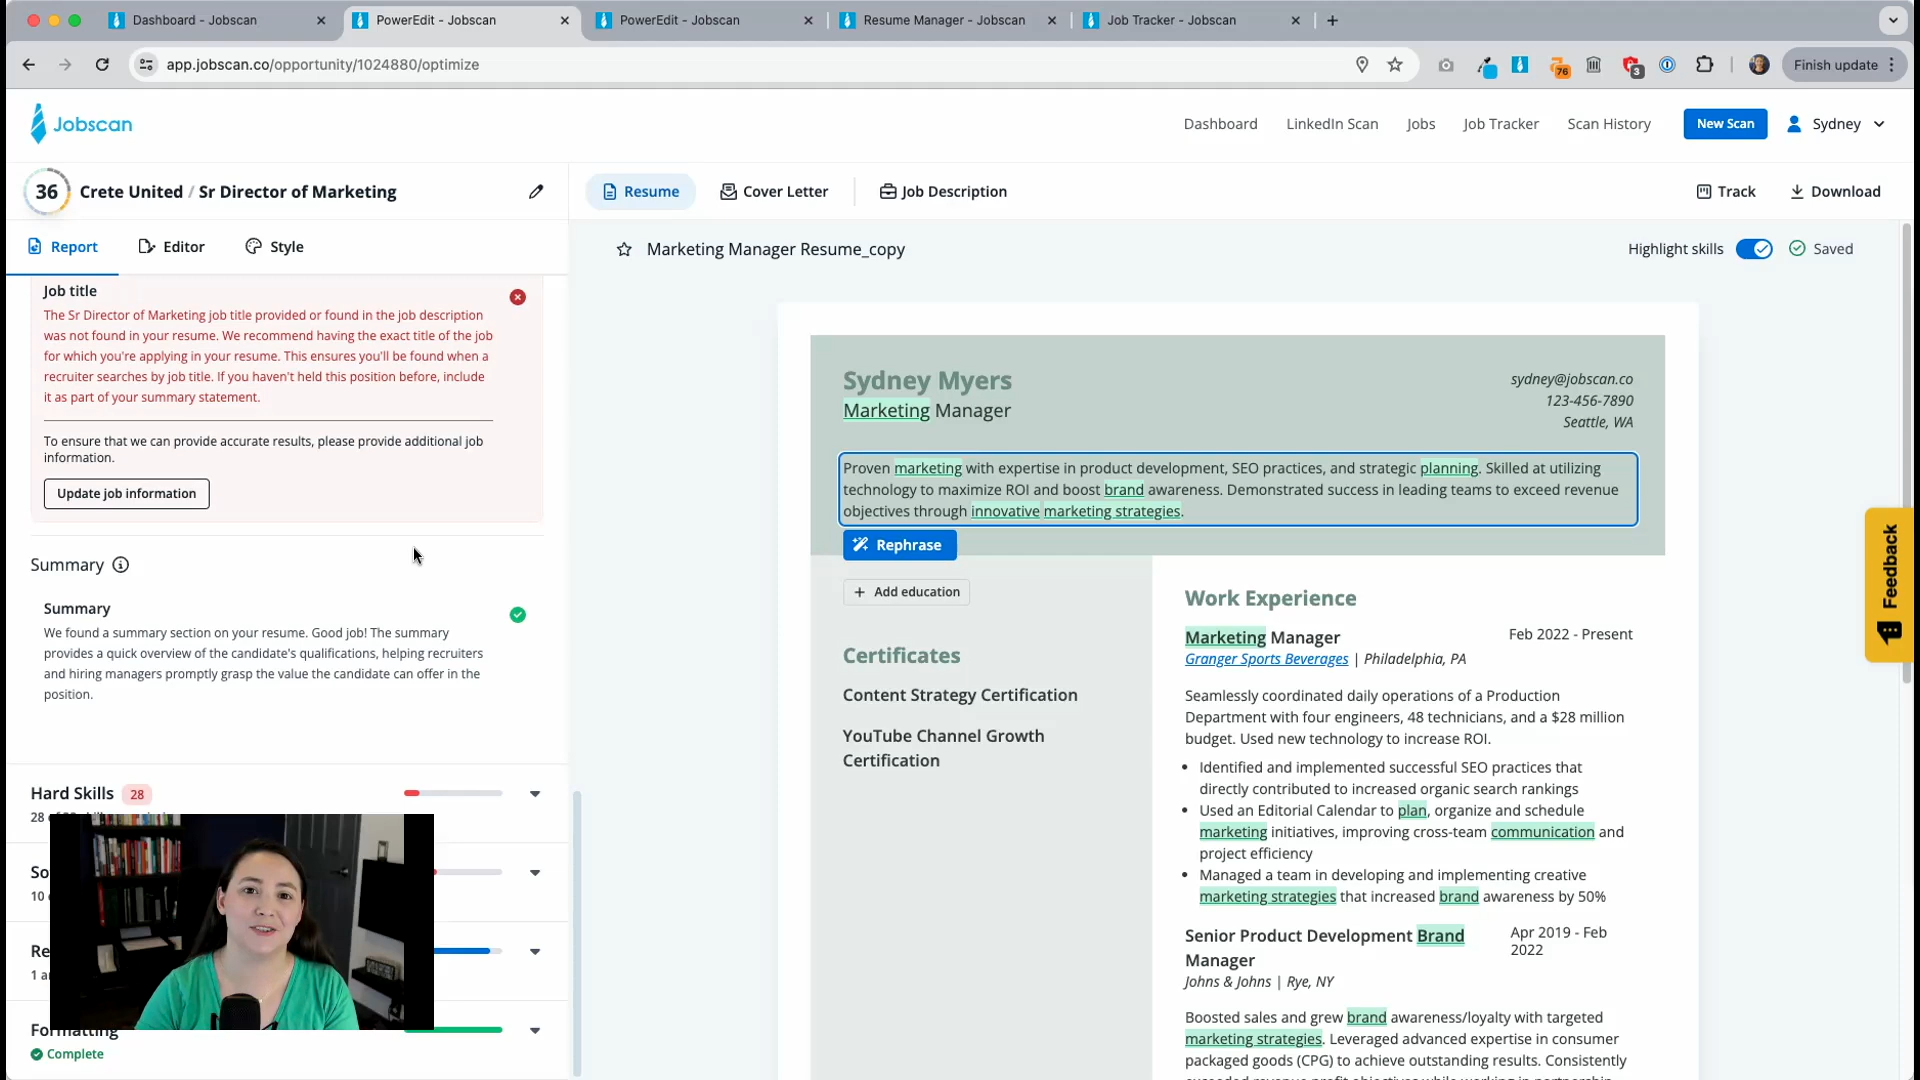 Dashboard - Jobscan
PowerEdit - Jobscan
PowerEdit - Jobscan
Resume Manager - Jobscan
Job Tracker - Jobscan
app.jobscan.co/opportunity/1024880/optimize
76
3
Finish update
Jobscan
Dashboard
LinkedIn Scan
Jobs
Job Tracker
Scan History
New Scan
Sydney
36
Crete United / Sr Director of Marketing
Resume
Cover Letter
Job Description
Track
Download
Report
Editor
Style
Marketing Manager Resume_copy
Highlight skills
Saved
Job title
The Sr Director of Marketing job title provided or found in the job description
was not found in your resume. We recommend having the exact title of the job
for which you're applying in your resume. This ensures you'll be found when a
recruiter searches by job title. If you haven't held this position before, include
it as part of your summary statement.
To ensure that we can provide accurate results, please provide additional job
information.
Update job information
Summary
Summary
We found a summary section on your resume. Good job! The summary
provides a quick overview of the candidate's qualifications, helping recruiters
and hiring managers promptly grasp the value the candidate can offer in the
position.
Hard Skills 28
28
So
10
Re
1
Formatting
Complete
Sydney Myers
Marketing Manager
sydney@jobscan.co
123-456-7890
Seattle, WA
Proven marketing with expertise in product development, SEO practices, and strategic planning. Skilled at utilizing
technology to maximize ROI and boost brand awareness. Demonstrated success in leading teams to exceed revenue
objectives through innovative marketing strategies.
Rephrase
+ Add education
Certificates
Content Strategy Certification
YouTube Channel Growth
Certification
Work Experience
Marketing Manager
Feb 2022 - Present
Granger Sports Beverages | Philadelphia, PA
Seamlessly coordinated daily operations of a Production
Department with four engineers, 48 technicians, and a $28 million
budget. Used new technology to increase ROI.
• Identified and implemented successful SEO practices that
directly contributed to increased organic search rankings
• Used an Editorial Calendar to plan, organize and schedule
marketing initiatives, improving cross-team communication and
project efficiency
• Managed a team in developing and implementing creative
marketing strategies that increased brand awareness by 50%
Senior Product Development Brand
Manager
Apr 2019 - Feb
2022
Johns & Johns | Rye, NY
Boosted sales and grew brand awareness/loyalty with targeted
marketing strategies. Leveraged advanced expertise in consumer
packaged goods (CPG) to achieve outstanding results. Consistently
Feedback